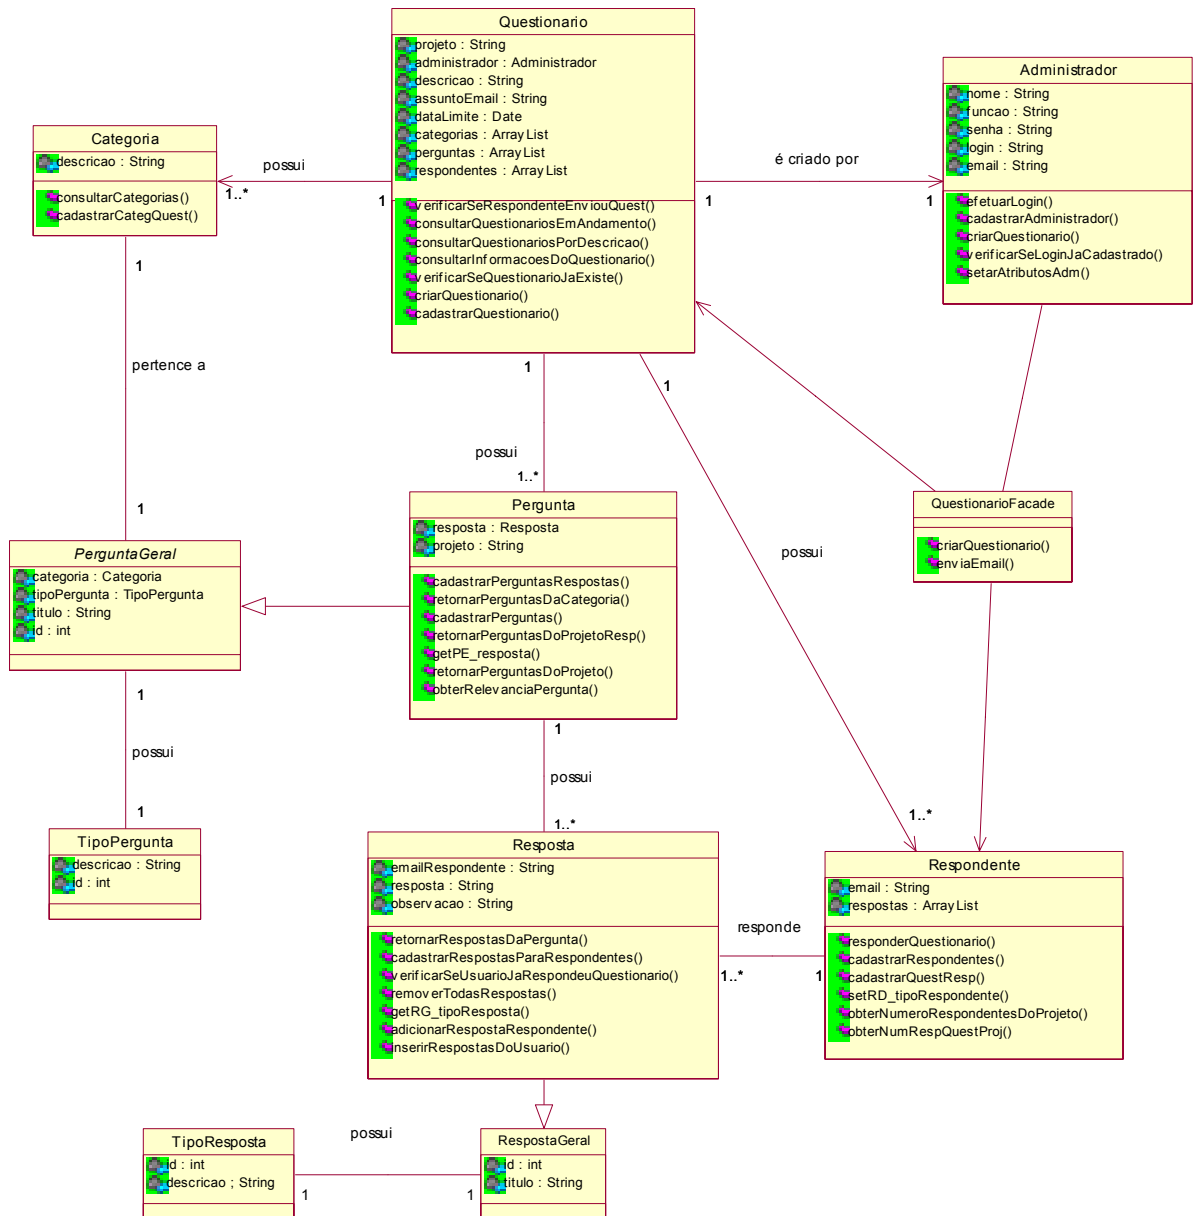 Questionario
projeto : String
administrador : Administrador
descricao : String
assuntoEmail : String
dataLimite : Date
categorias : ArrayList
perguntas : ArrayList
respondentes : ArrayList
verificarSeRespondenteEnviouQuest()
consultarQuestionariosEmAndamento()
consultarQuestionariosPorDescricao()
consultarInformacoesDoQuestionario()
verificarSeQuestionarioJaExiste()
criarQuestionario()
cadastrarQuestionario()
Administrador
nome : String
funcao : String
senha : String
login : String
email : String
efetuarLogin()
cadastrarAdministrador()
criarQuestionario()
verificarSeLoginJaCadastrado()
setarAtributosAdm()
Categoria
descricao : String
consultarCategorias()
cadastrarCategQuest()
possui
1..*
1
é criado por
1
1
1
pertence a
1
1
possui
1..*
1
possui
1..*
QuestionarioFacade
criarQuestionario()
enviaEmail()
PerguntaGeral
categoria : Categoria
tipoPergunta : TipoPergunta
titulo : String
id : int
Pergunta
resposta : Resposta
projeto : String
cadastrarPerguntasRespostas()
retornarPerguntasDaCategoria()
cadastrarPerguntas()
retornarPerguntasDoProjetoResp()
getPE_resposta()
retornarPerguntasDoProjeto()
obterRelevanciaPergunta()
1
possui
1
1
possui
1..*
TipoPergunta
descricao : String
id : int
Resposta
emailRespondente : String
resposta : String
observacao : String
retornarRespostasDaPergunta()
cadastrarRespostasParaRespondentes()
verificarSeUsuarioJaRespondeuQuestionario()
removerTodasRespostas()
getRG_tipoResposta()
adicionarRespostaRespondente()
inserirRespostasDoUsuario()
responde
1..*
1
Respondente
email : String
respostas : ArrayList
responderQuestionario()
cadastrarRespondentes()
cadastrarQuestResp()
setRD_tipoRespondente()
obterNumeroRespondentesDoProjeto()
obterNumRespQuestProj()
TipoResposta
id : int
descricao ; String
possui
1
1
RespostaGeral
id : int
titulo : String